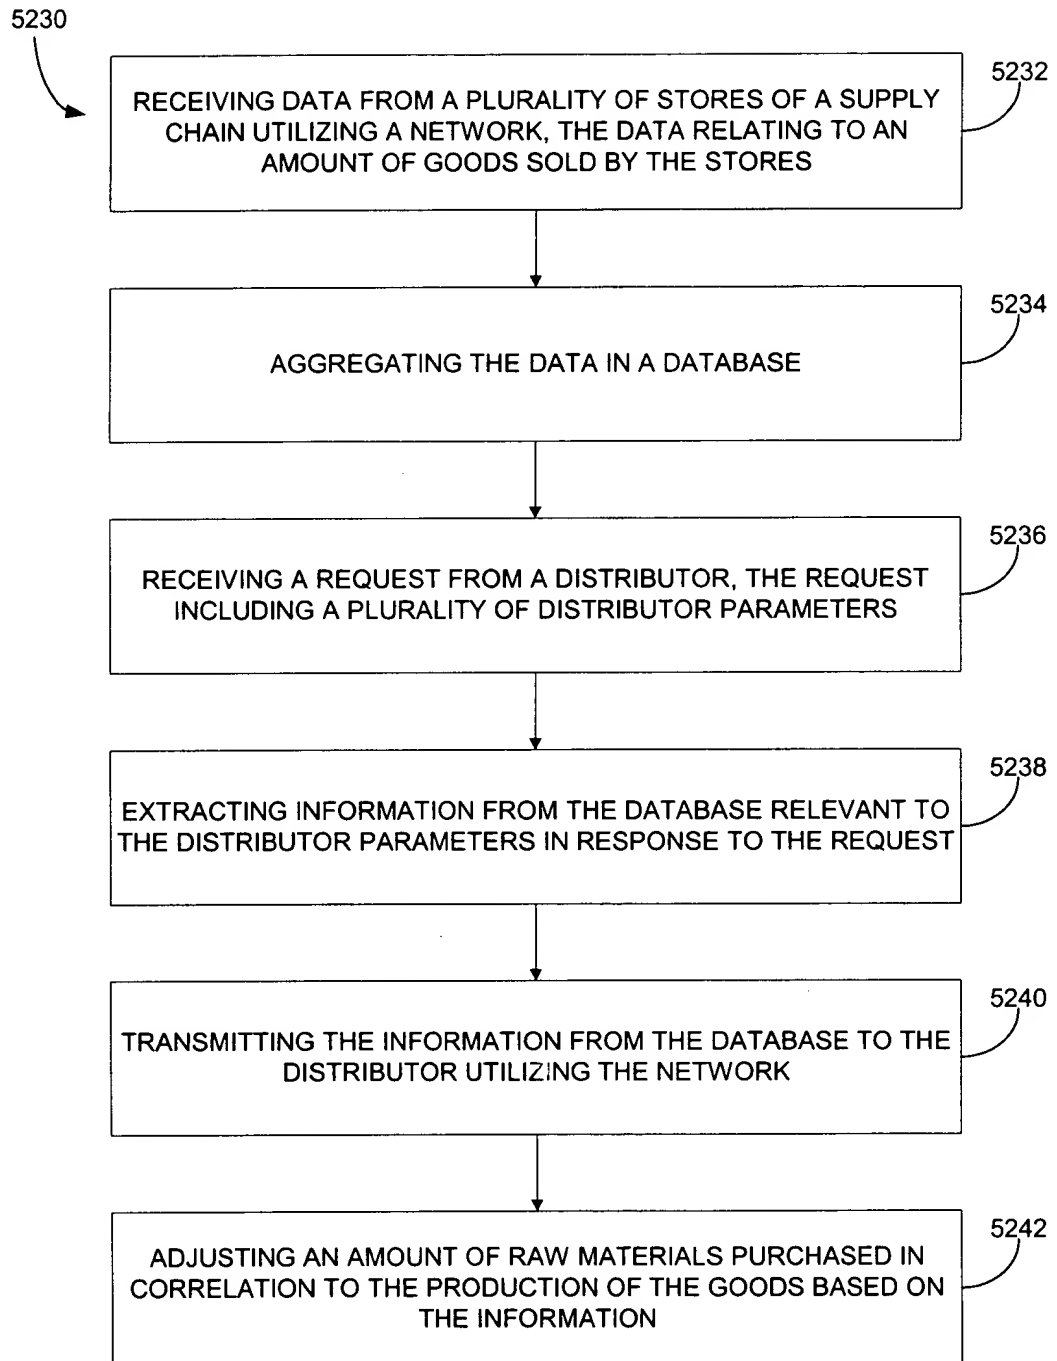 5230
5232
RECEIVING DATA FROM A PLURALITY OF STORES OF A SUPPLY
CHAIN UTILIZING A NETWORK, THE DATA RELATING TO AN
AMOUNT OF GOODS SOLD BY THE STORES
5234
AGGREGATING THE DATA IN A DATABASE
5236
RECEIVING A REQUEST FROM A DISTRIBUTOR, THE REQUEST
INCLUDING A PLURALITY OF DISTRIBUTOR PARAMETERS
5238
EXTRACTING INFORMATION FROM THE DATABASE RELEVANT TO
THE DISTRIBUTOR PARAMETERS IN RESPONSE TO THE REQUEST
5240
TRANSMITTING THE INFORMATION FROM THE DATABASE TO THE
DISTRIBUTOR UTILIZING THE NETWORK
5242
ADJUSTING AN AMOUNT OF RAW MATERIALS PURCHASED IN
CORRELATION TO THE PRODUCTION OF THE GOODS BASED ON
THE INFORMATION